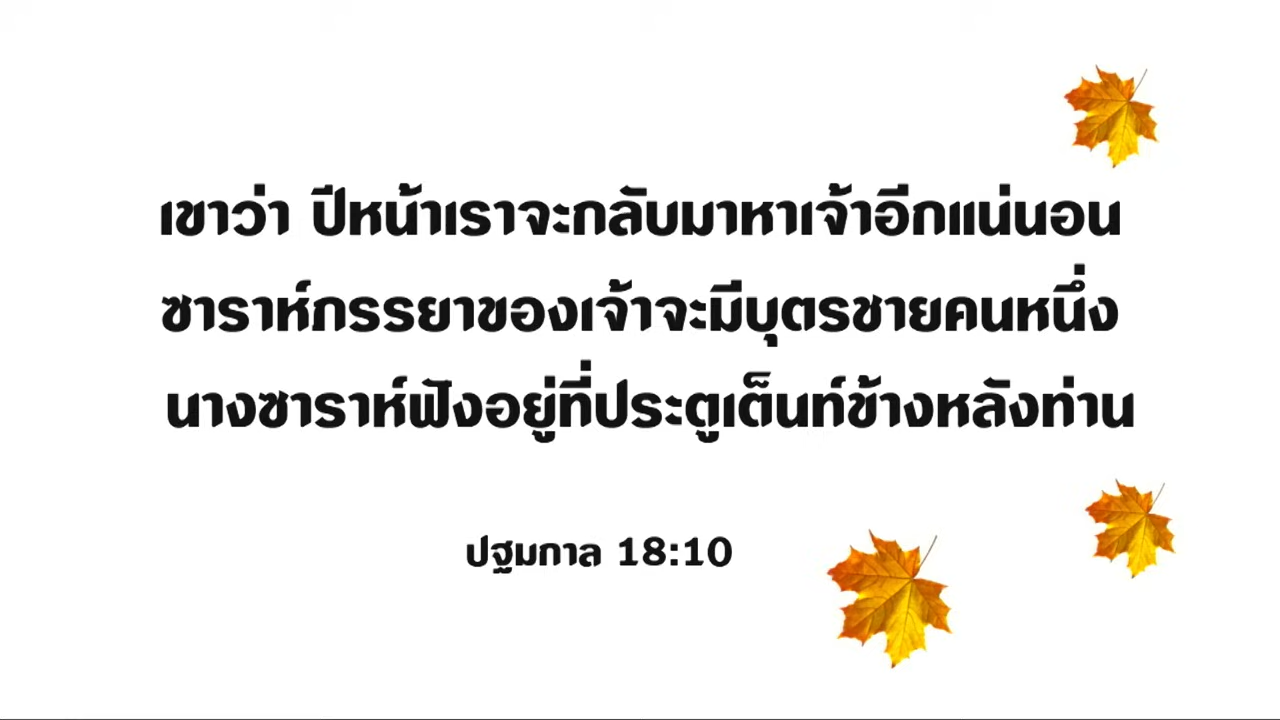 เขาว่า ปีหน้าเราจะกลับมาหาเจ้าอีกแน่นอน
ซาราห์ภรรยาของเจ้าจะมีบุตรชายคนหนึ่ง
นางซาราห์ฟังอยู่ที่ประตูเต็นท์ข้างหลังท่าน
ปฐมกาล 18:10